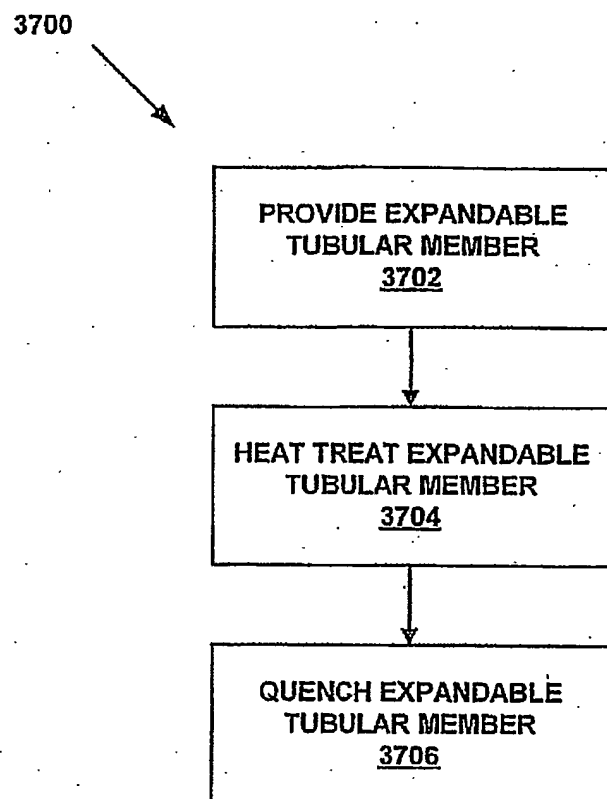 3700
PROVIDE EXPANDABLE
TUBULAR MEMBER
3702
HEAT TREAT EXPANDABLE
TUBULAR MEMBER
3704
QUENCH EXPANDABLE
TUBULAR MEMBER
3706